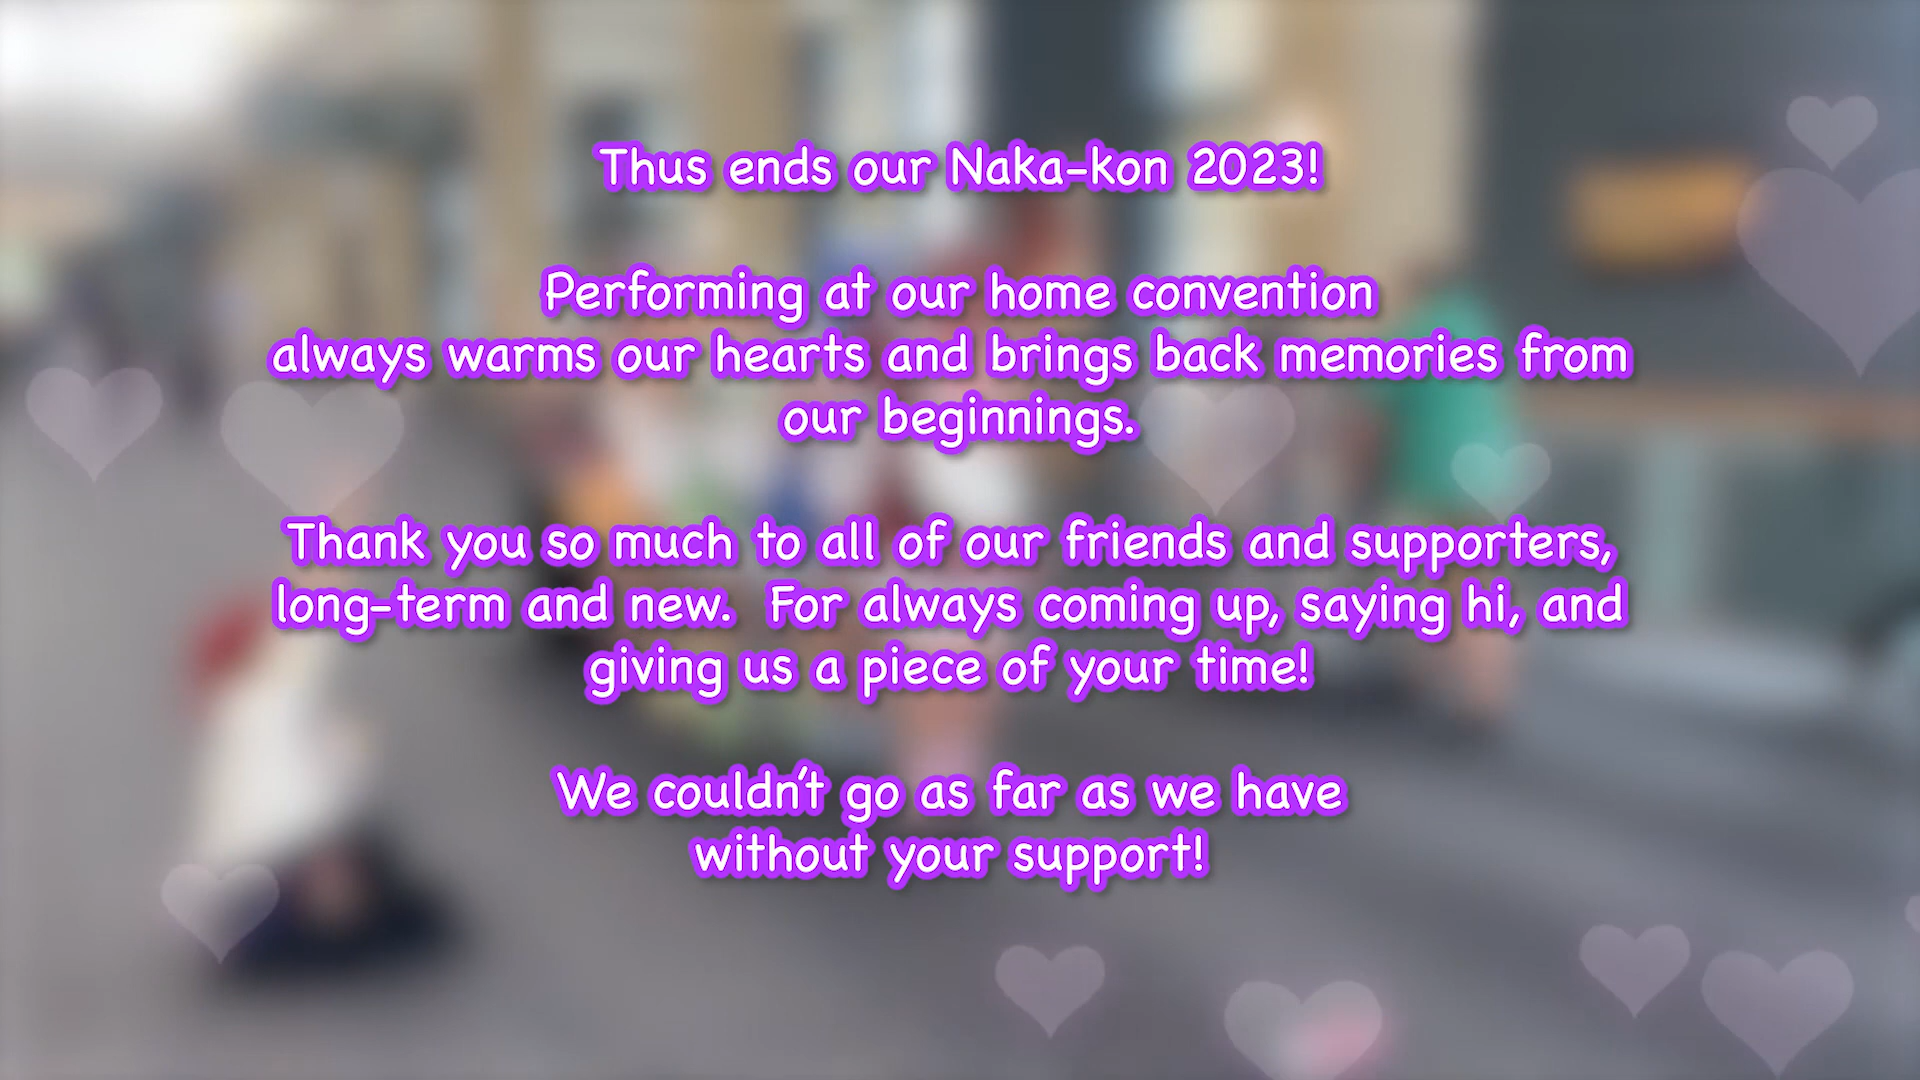 Thus ends our Naka-kon 2023!
Performing at our home convention
always warms our hearts and brings back memories from
our beginnings.
Thank you so much to all of our friends and supporters,
long-term and new.  For always coming up, saying hi, and
giving us a piece of your time!
We couldn't go as far as we have
without your support!